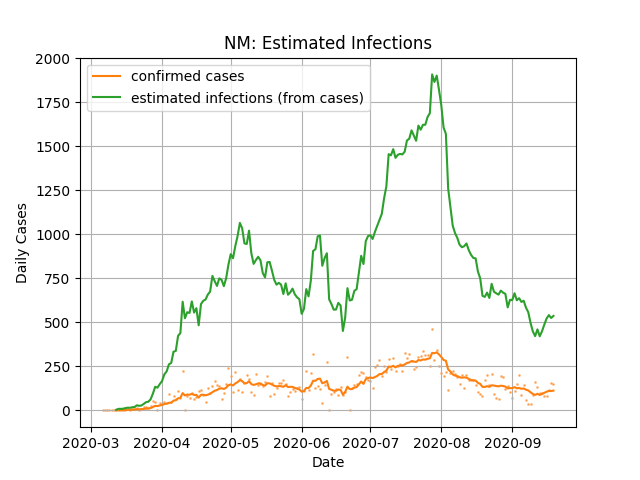 NM: Estimated Infections
confirmed cases
estimated infections (from cases)
2000
1750
1500
1250
1000
750
500
250
0
Daily Cases
2020-03 2020-04 2020-05 2020-06 2020-07 2020-08 2020-09
Date